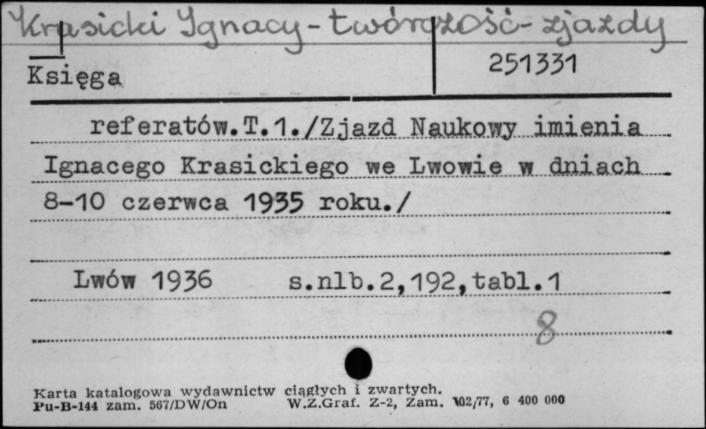 Krasicki Ignacy - twórczość - zjazdy
Księga 251331
referatów.T.1./Zjazd Naukowy imienia
Ignacego Krasickiego we Lwowie w dniach
8-10 czerwca 1935 roku./
Lwów 1936 s.nlb.2,192,tabl.1
8
Karta katalogowa wydawnictw ciągłych i zwartych.
Pu-B-144 zam. 567/DW/On W.Z.Graf. Z-2, Zam. 102/77, 6 400 000